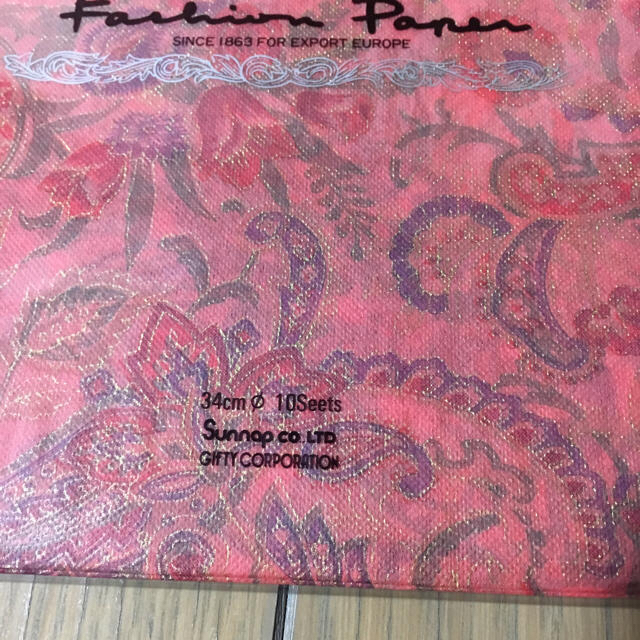 Fashion Paper
SINCE 1863 FOR EXPORT EUROPE
34cm ∅ 10Seets
Sunnap CO. LTD
GIFTY CORPORATION